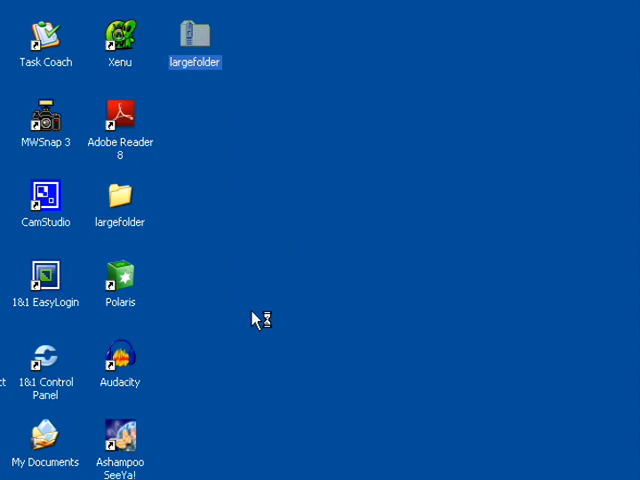 Task Coach
Xenu
largefolder
MWSnap 3
Adobe Reader
8
CamStudio
largefolder
1&1 EasyLogin
Polaris
ct
1&1 Control
Panel
Audacity
My Documents
Ashampoo
SeeYa!